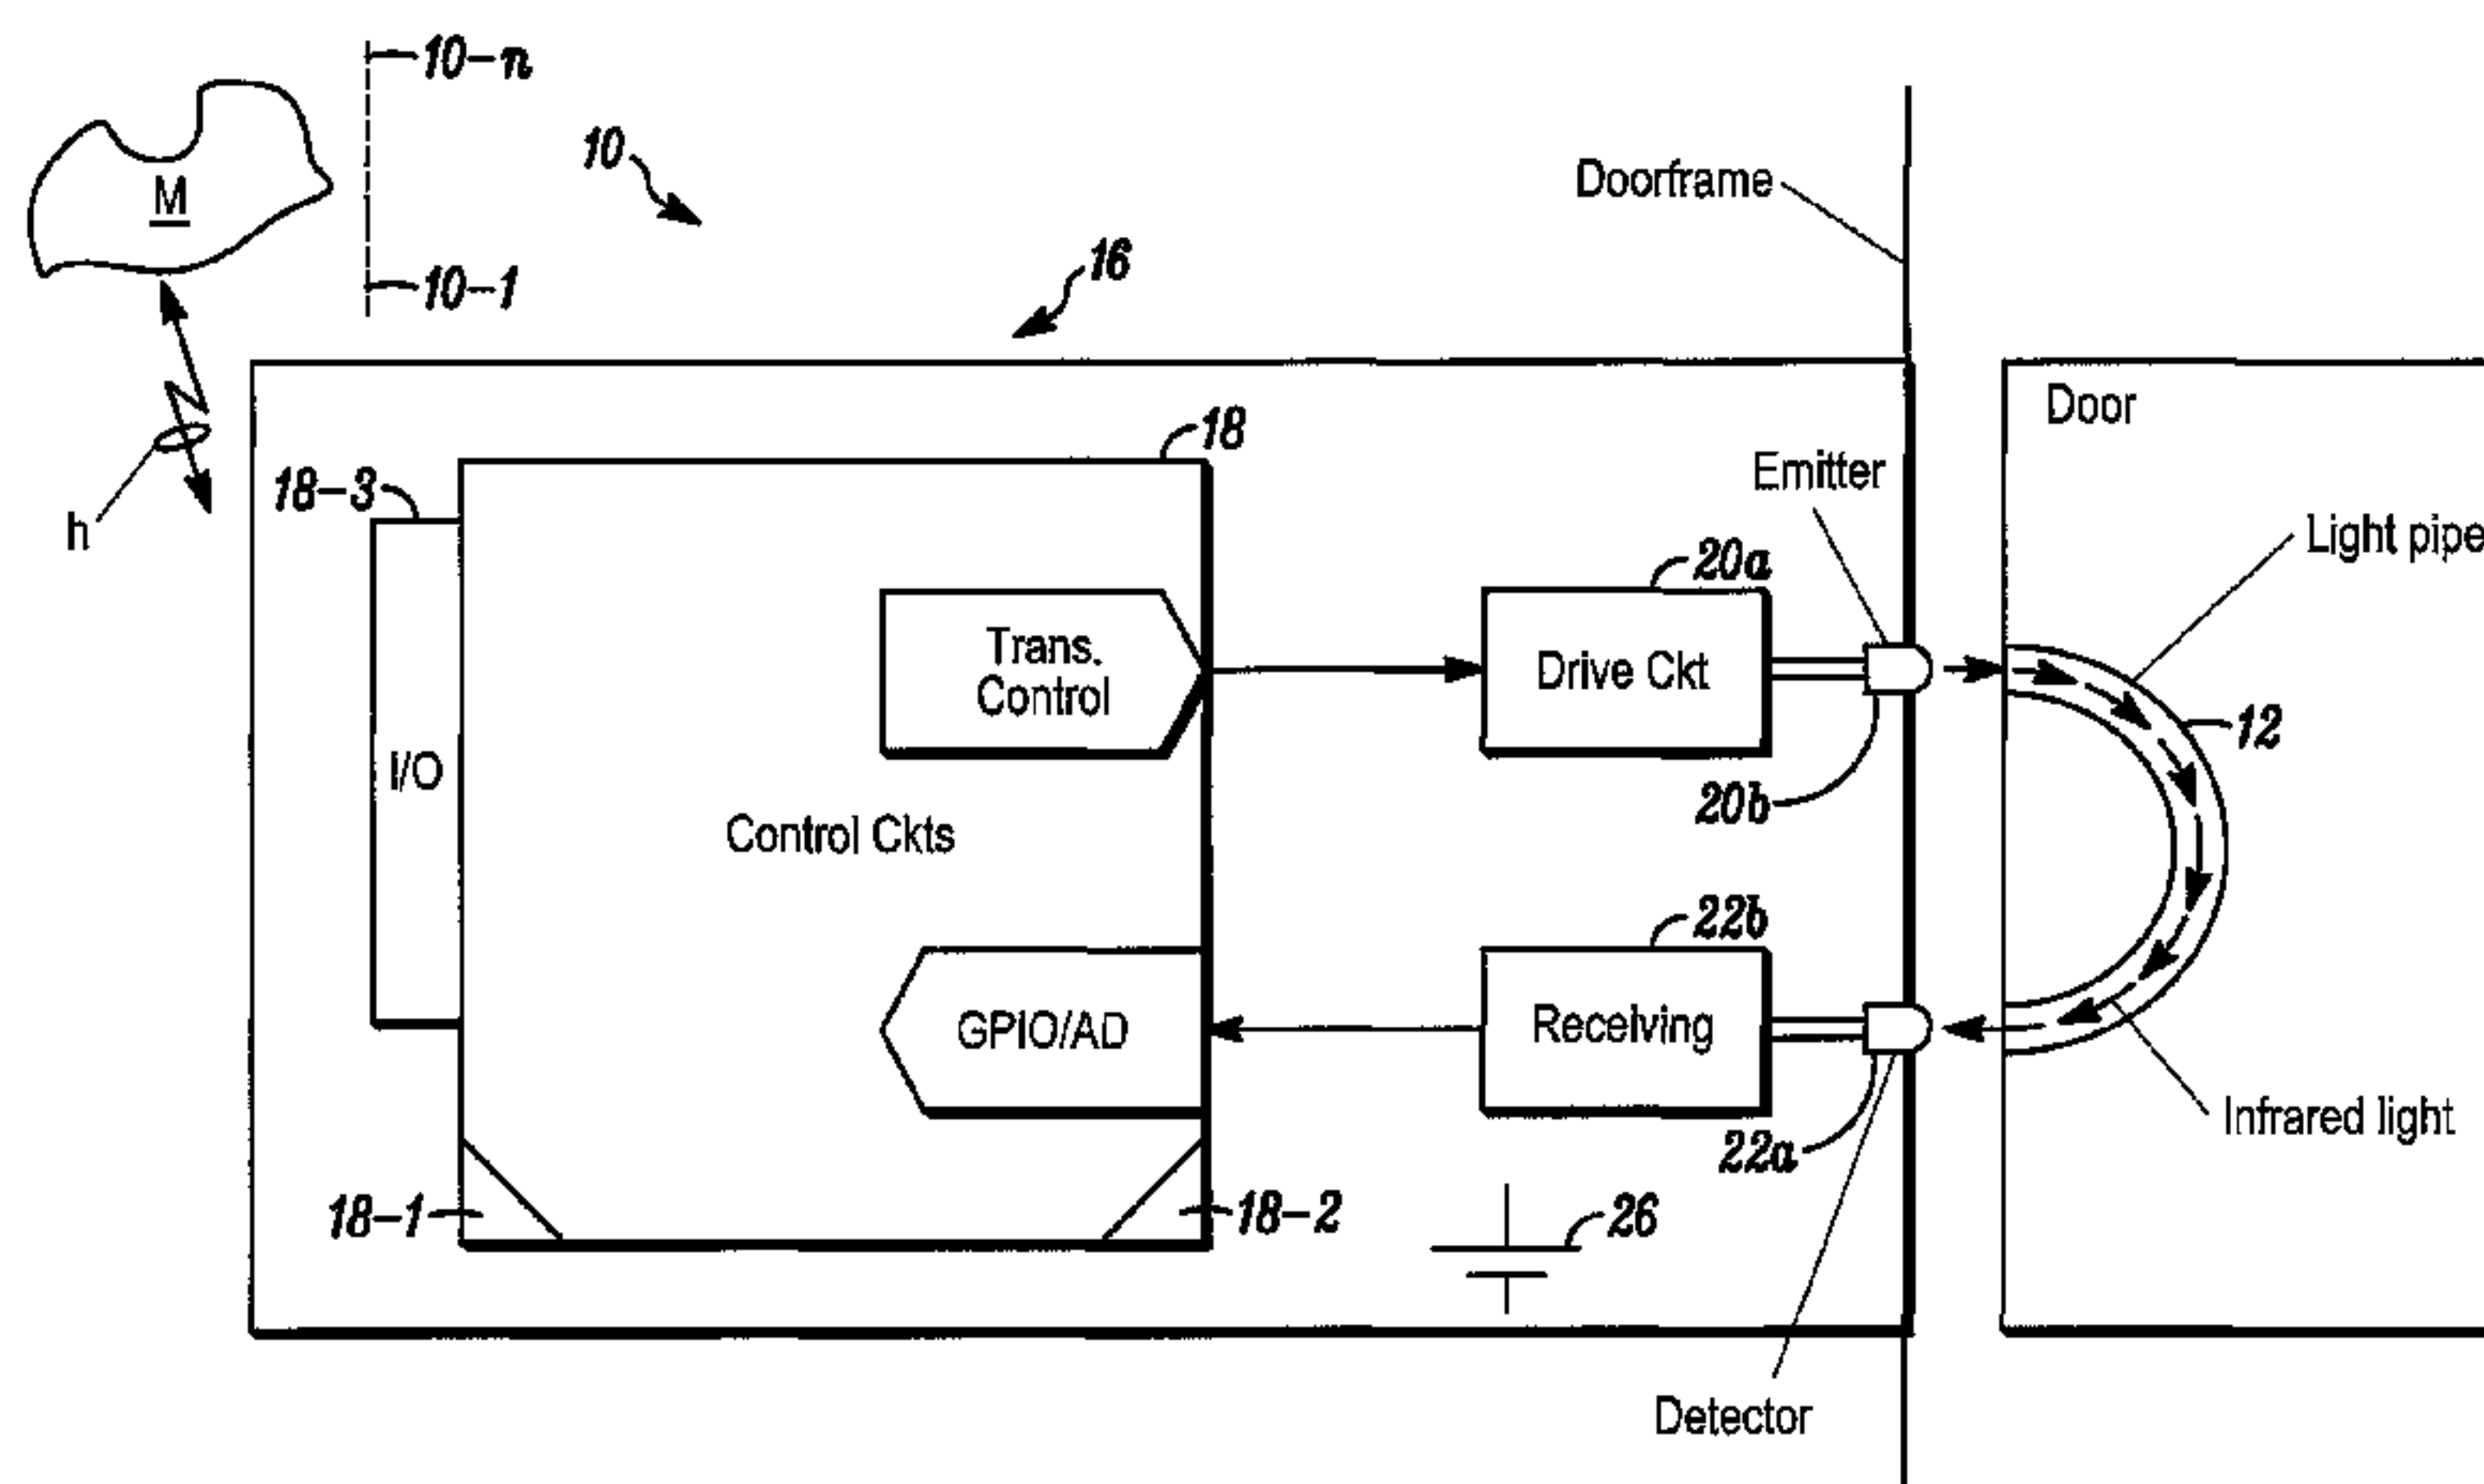 10-n
M
10-1
10
Doorframe
16
h
18-3
18
Emitter
Door
Light pipe
20a
Trans.
Control
Drive Ckt
12
I/O
20b
Control Ckts
22b
GPIO/AD
Receiving
22a
Infrared light
18-1
18-2
26
Detector